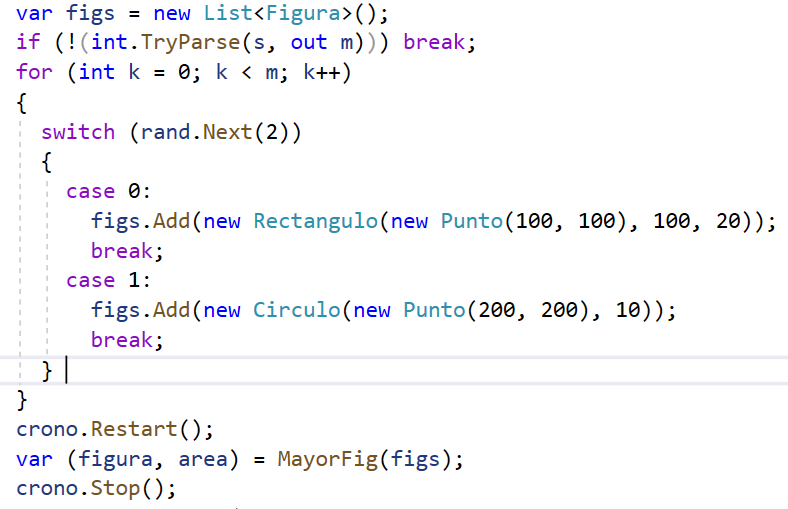 var figs = new List<Figura>();
if (!(int.TryParse(s, out m))) break;
for (int k = 0; k < m; k++)
{
  switch (rand.Next(2))
  {
    case 0:
      figs.Add(new Rectangulo(new Punto(100, 100), 100, 20));
      break;
    case 1:
      figs.Add(new Circulo(new Punto(200, 200), 10));
      break;
  }
}
crono.Restart();
var (figura, area) = MayorFig(figs);
crono.Stop();